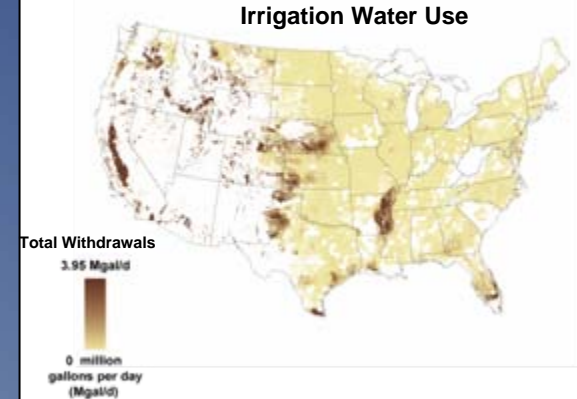 Irrigation Water Use
Total Withdrawals
3.95 Mgal/d
0 million
gallons per day
(Mgal/d)